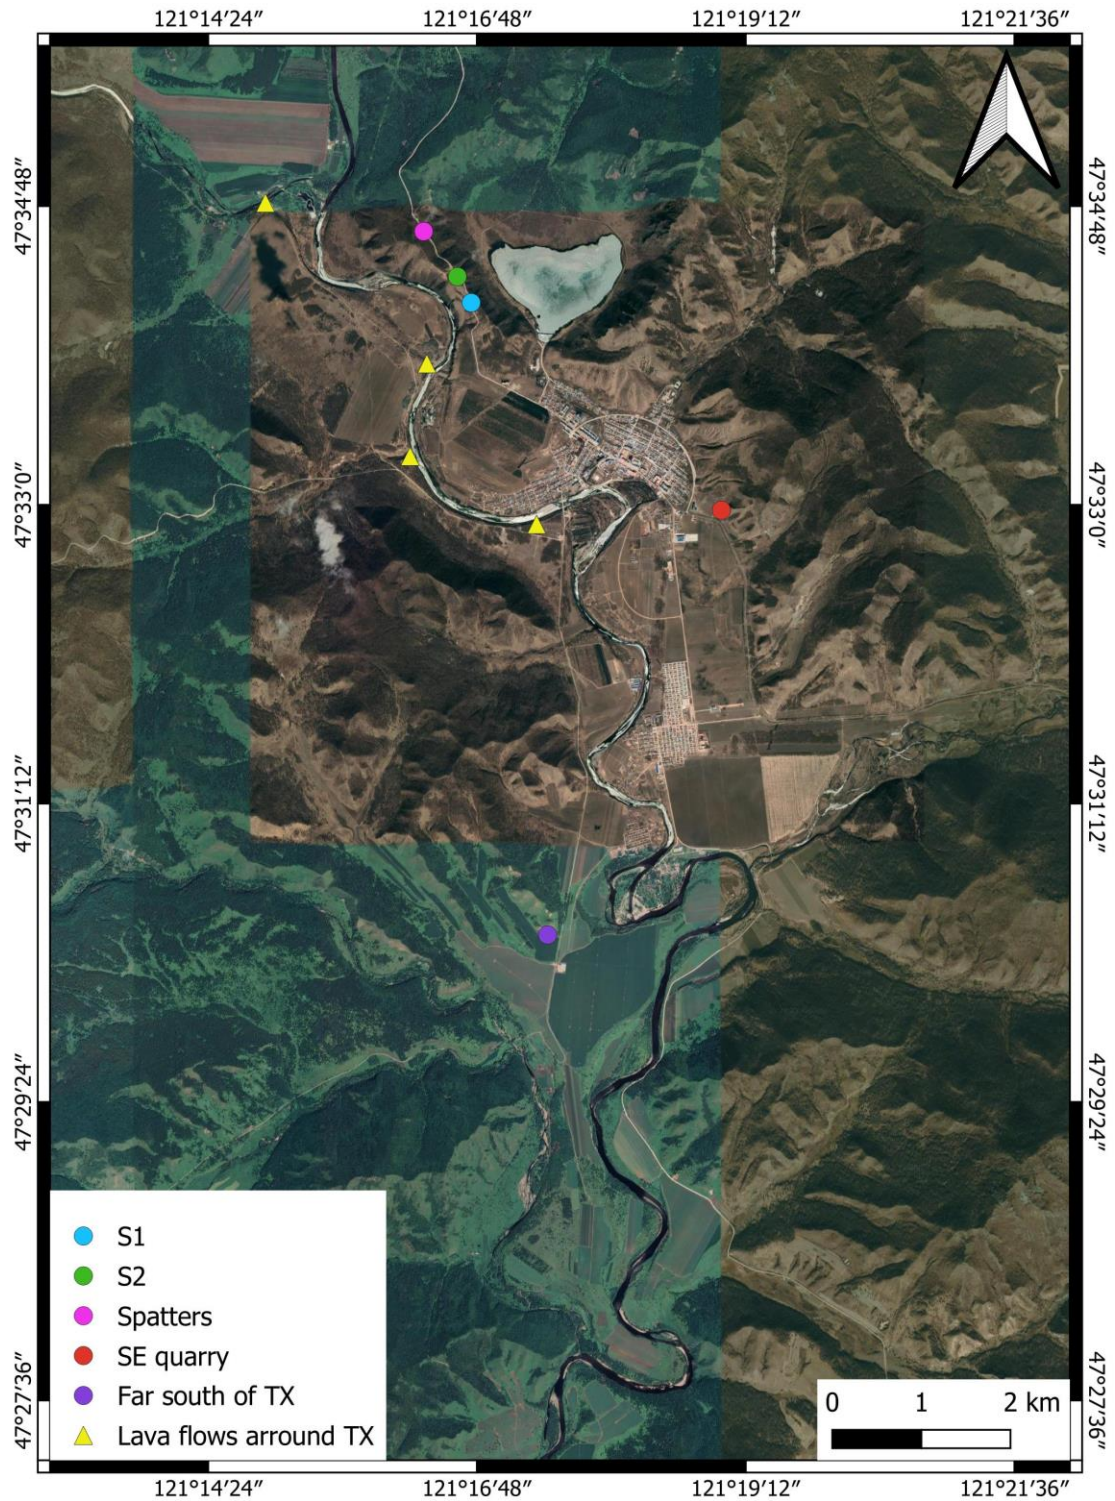 121°14′24″ 121°16′48″ 121°19′12″ 121°21′36″
47°34′48″ 47°34′48″
47°33′0″ 47°33′0″
47°31′12″ 47°31′12″
47°29′24″ 47°29′24″
S1
S2
Spatters
SE quarry
Far south of TX
Lava flows arround TX
0 1 2 km
47°27′36″ 47°27′36″
121°14′24″ 121°16′48″ 121°19′12″ 121°21′36″